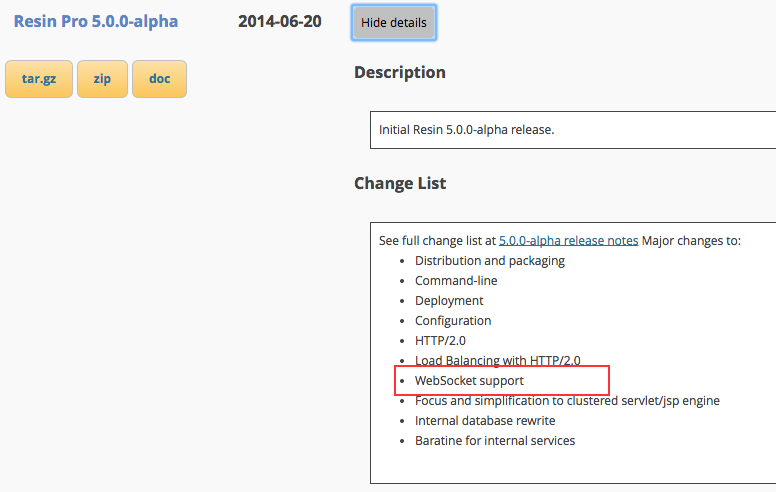 Resin Pro 5.0.0-alpha 2014-06-20 Hide details
tar.gz zip doc
Description
Initial Resin 5.0.0-alpha release.
Change List
See full change list at 5.0.0-alpha release notes Major changes to:
• Distribution and packaging
• Command-line
• Deployment
• Configuration
• HTTP/2.0
• Load Balancing with HTTP/2.0
• WebSocket support
• Focus and simplification to clustered servlet/jsp engine
• Internal database rewrite
• Baratine for internal services